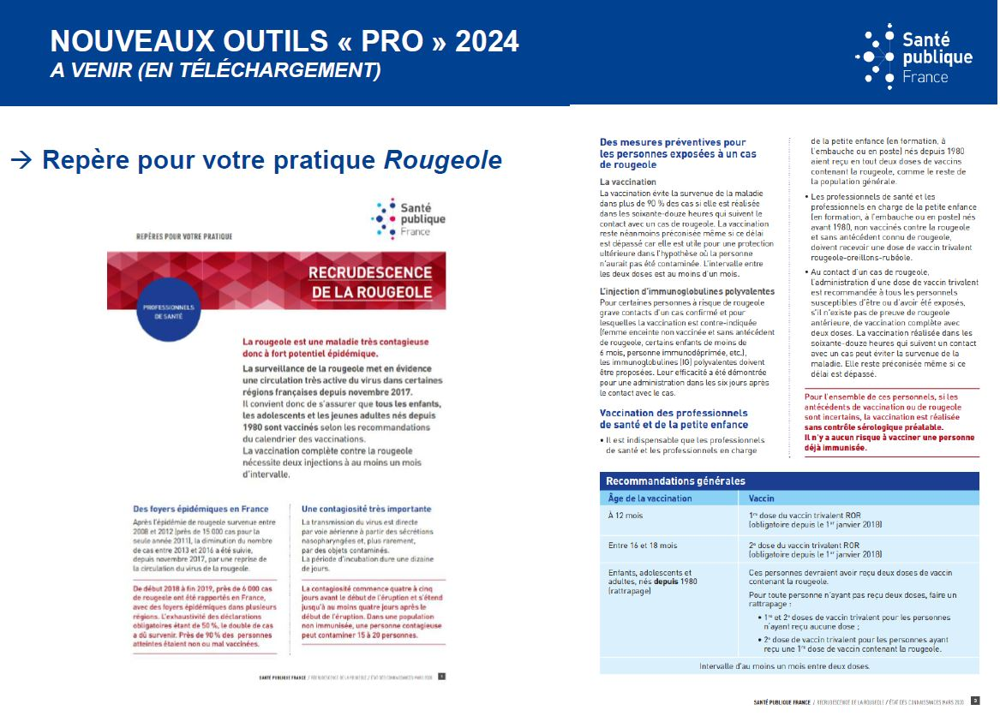 NOUVEAUX OUTILS « PRO » 2024
A VENIR (EN TÉLÉCHARGEMENT)
Santé
publique
France
→ Repère pour votre pratique Rougeole
Santé
publique
France
REPÈRES POUR VOTRE PRATIQUE
RECRUDESCENCE
DE LA ROUGEOLE
PROFESSIONNELS
DE SANTÉ
La rougeole est une maladie très contagieuse
donc à fort potentiel épidémique.
La surveillance de la rougeole met en évidence
une circulation très active du virus dans certaines
régions françaises depuis novembre 2017.
Il convient donc de s'assurer que tous les enfants,
les adolescents et les jeunes adultes nés depuis
1980 sont vaccinés selon les recommandations
du calendrier des vaccinations.
La vaccination complète contre la rougeole
nécessite deux injections à au moins un mois
d'intervalle.
Des foyers épidémiques en France
Après l'épidémie de rougeole survenue entre
2008 et 2012 (près de 15 000 cas pour la
seule année 2011), la diminution du nombre
de cas entre 2013 et 2016 a été suivie,
depuis novembre 2017, par une reprise de
la circulation du virus de la rougeole.
De début 2018 à fin 2019, près de 6 000 cas
de rougeole ont été rapportés en France,
avec des foyers épidémiques dans plusieurs
régions. L'exhaustivité des déclarations
obligatoires étant de 50 %, le double de cas
a dû survenir. Près de 90 % des personnes
atteintes étaient non ou mal vaccinées.
Une contagiosité très importante
La transmission du virus est directe
par voie aérienne à partir des sécrétions
nasopharyngées et, plus rarement,
par des objets contaminés.
La période d'incubation dure une dizaine
de jours.
La contagiosité commence quatre à cinq
jours avant le début de l'éruption et s'étend
jusqu'à au moins quatre jours après le
début de l'éruption. Dans une population
non immunisée, une personne contagieuse
peut contaminer 15 à 20 personnes.
SANTÉ PUBLIQUE FRANCE / RECRUDESCENCE DE LA ROUGEOLE / ÉTAT DES CONNAISSANCES MARS 2020 1
Des mesures préventives pour
les personnes exposées à un cas
de rougeole
La vaccination
La vaccination évite la survenue de la maladie
dans plus de 90 % des cas si elle est réalisée
dans les soixante-douze heures qui suivent le
contact avec un cas de rougeole. La vaccination
reste néanmoins préconisée même si ce délai
est dépassé car elle est utile pour une protection
ultérieure dans l'hypothèse où la personne
n'aurait pas été contaminée. L'intervalle entre
les deux doses est au moins d'un mois.
L'injection d'immunoglobulines polyvalentes
Pour certaines personnes à risque de rougeole
grave contacts d'un cas confirmé et pour
lesquelles la vaccination est contre-indiquée
(femme enceinte non vaccinée et sans antécédent
de rougeole, certains enfants de moins de
6 mois, personne immunodéprimée, etc.),
les immunoglobulines (IG) polyvalentes doivent
être proposées. Leur efficacité a été démontrée
pour une administration dans les six jours après
le contact avec le cas.
Vaccination des professionnels
de santé et de la petite enfance
• Il est indispensable que les professionnels
de santé et les professionnels en charge
de la petite enfance (en formation, à
l'embauche ou en poste) nés depuis 1980
aient reçu en tout deux doses de vaccins
contenant la rougeole, comme le reste de
la population générale.
• Les professionnels de santé et les
professionnels en charge de la petite enfance
(en formation, à l'embauche ou en poste) nés
avant 1980, non vaccinés contre la rougeole
et sans antécédent connu de rougeole,
doivent recevoir une dose de vaccin trivalent
rougeole-oreillons-rubéole.
• Au contact d'un cas de rougeole,
l'administration d'une dose de vaccin trivalent
est recommandée à tous les personnels
susceptibles d'être ou d'avoir été exposés,
s'il n'existe pas de preuve de rougeole
antérieure, de vaccination complète avec
deux doses. La vaccination réalisée dans les
soixante-douze heures qui suivent un contact
avec un cas peut éviter la survenue de la
maladie. Elle reste préconisée même si ce
délai est dépassé.
Pour l'ensemble de ces personnels, si les
antécédents de vaccination ou de rougeole
sont incertains, la vaccination est réalisée
sans contrôle sérologique préalable.
Il n'y a aucun risque à vacciner une personne
déjà immunisée.
Recommandations générales
Âge de la vaccination Vaccin
À 12 mois 1re dose du vaccin trivalent ROR
(obligatoire depuis le 1er janvier 2018)
Entre 16 et 18 mois 2e dose du vaccin trivalent ROR
(obligatoire depuis le 1er janvier 2018)
Enfants, adolescents et
adultes, nés depuis 1980
(rattrapage)
Ces personnes devraient avoir reçu deux doses de vaccin
contenant la rougeole.
Pour toute personne n'ayant pas reçu deux doses, faire un
rattrapage :
• 1re et 2e doses de vaccin trivalent pour les personnes
n'ayant reçu aucune dose ;
• 2e dose de vaccin trivalent pour les personnes ayant
reçu une 1re dose de vaccin contenant la rougeole.
Intervalle d'au moins un mois entre deux doses.
SANTÉ PUBLIQUE FRANCE / RECRUDESCENCE DE LA ROUGEOLE / ÉTAT DES CONNAISSANCES MARS 2020 3